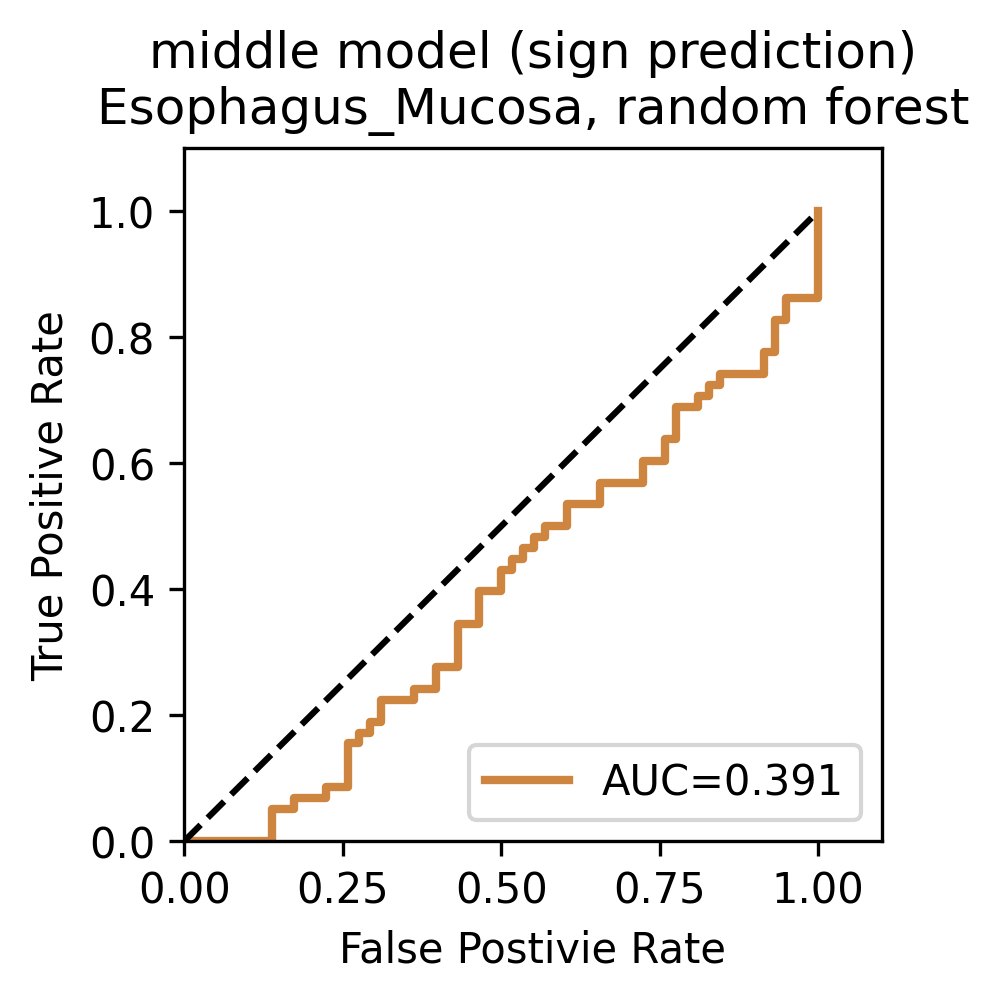 middle model (sign prediction)
Esophagus_Mucosa, random forest
True Positive Rate
1.0
0.8
0.6
0.4
0.2
0.0
AUC=0.391
0.00 0.25 0.50 0.75 1.00
False Postivie Rate